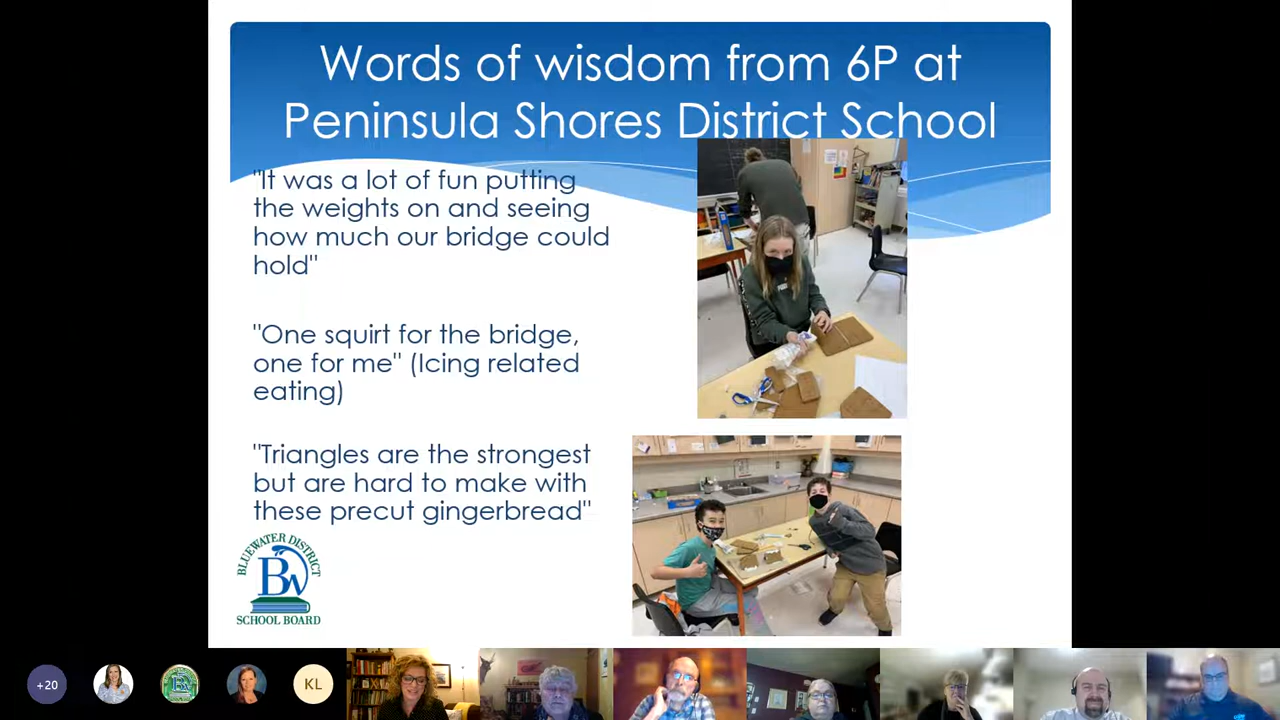 Words of wisdom from 6P at
Peninsula Shores District School
"It was a lot of fun putting
the weights on and seeing
how much our bridge could
hold"
"One squirt for the bridge,
one for me" (Icing related
eating)
"Triangles are the strongest
but are hard to make with
these precut gingerbread"
BLUEWATER DISTRICT
BW
SCHOOL BOARD
+20
KL